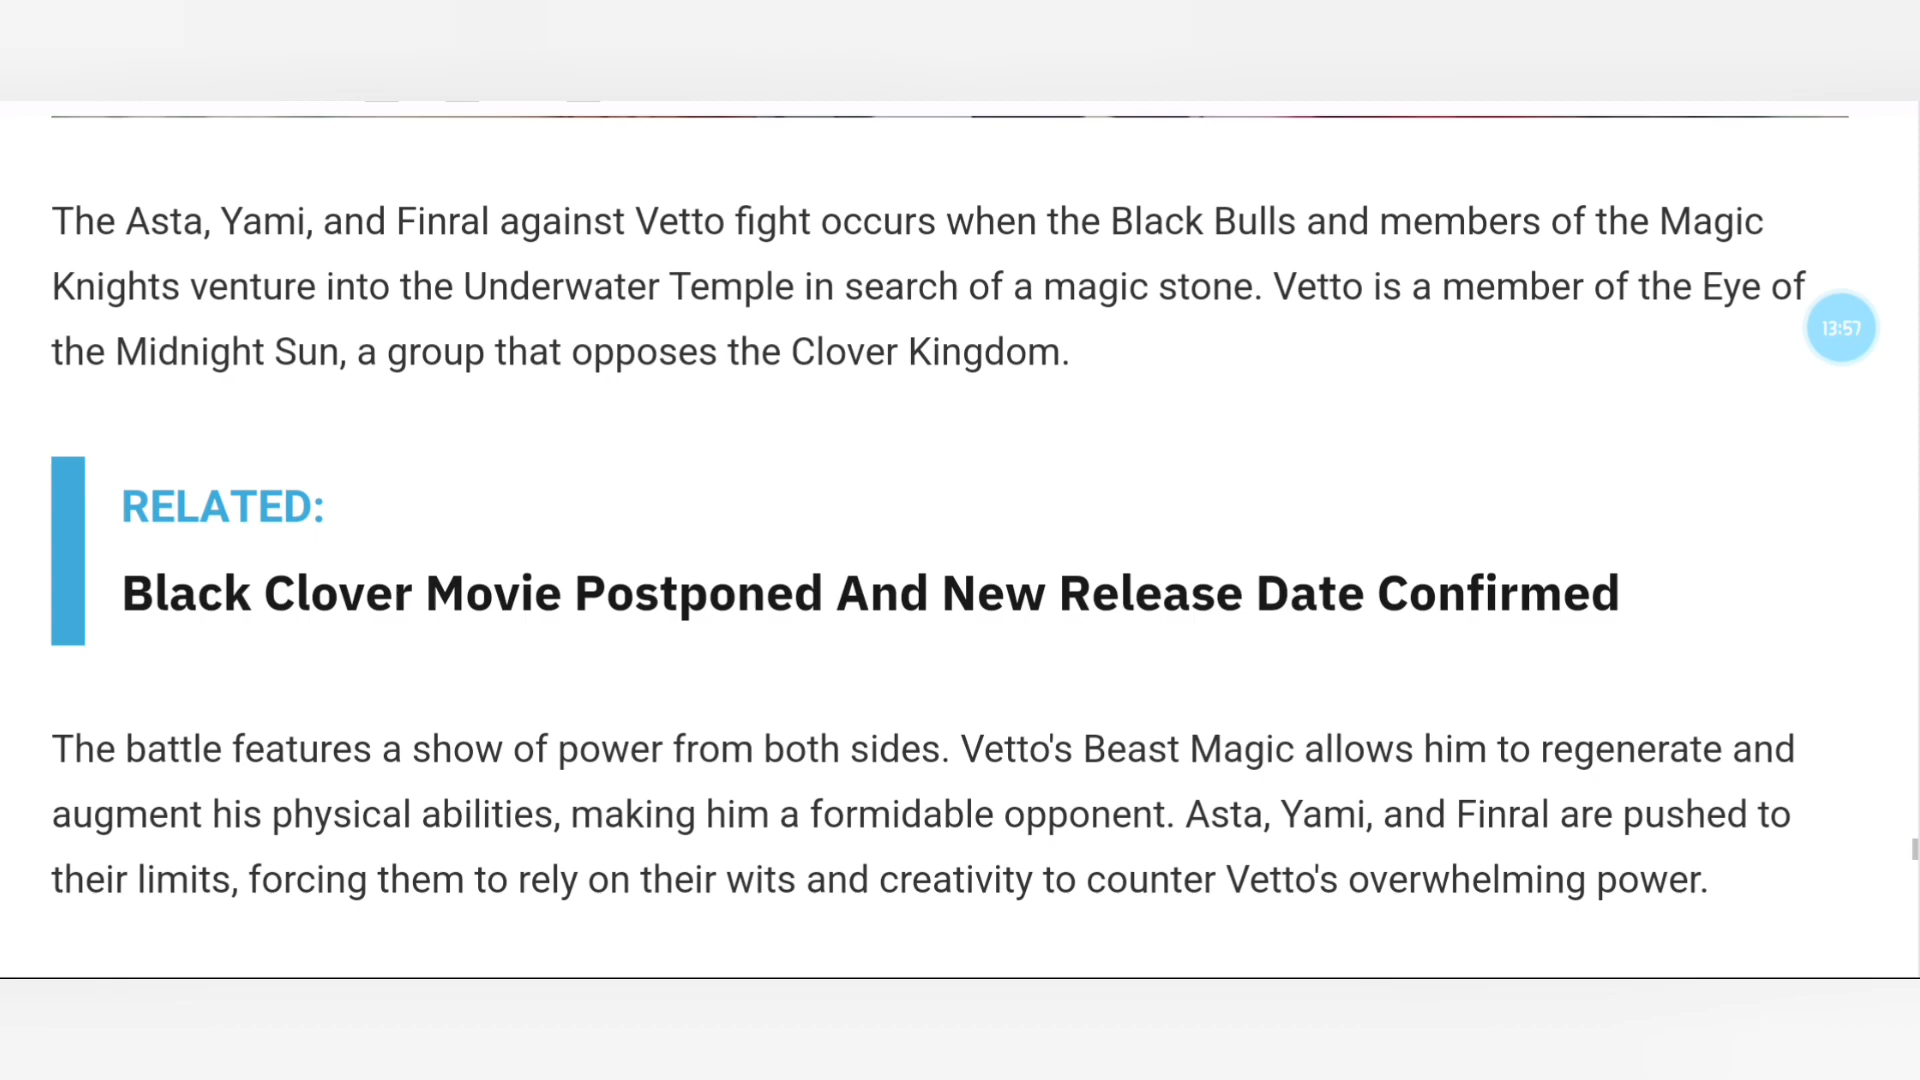 The Asta, Yami, and Finral against Vetto fight occurs when the Black Bulls and members of the Magic
Knights venture into the Underwater Temple in search of a magic stone. Vetto is a member of the Eye of
the Midnight Sun, a group that opposes the Clover Kingdom.
13:57
RELATED:
Black Clover Movie Postponed And New Release Date Confirmed
The battle features a show of power from both sides. Vetto's Beast Magic allows him to regenerate and
augment his physical abilities, making him a formidable opponent. Asta, Yami, and Finral are pushed to
their limits, forcing them to rely on their wits and creativity to counter Vetto's overwhelming power.